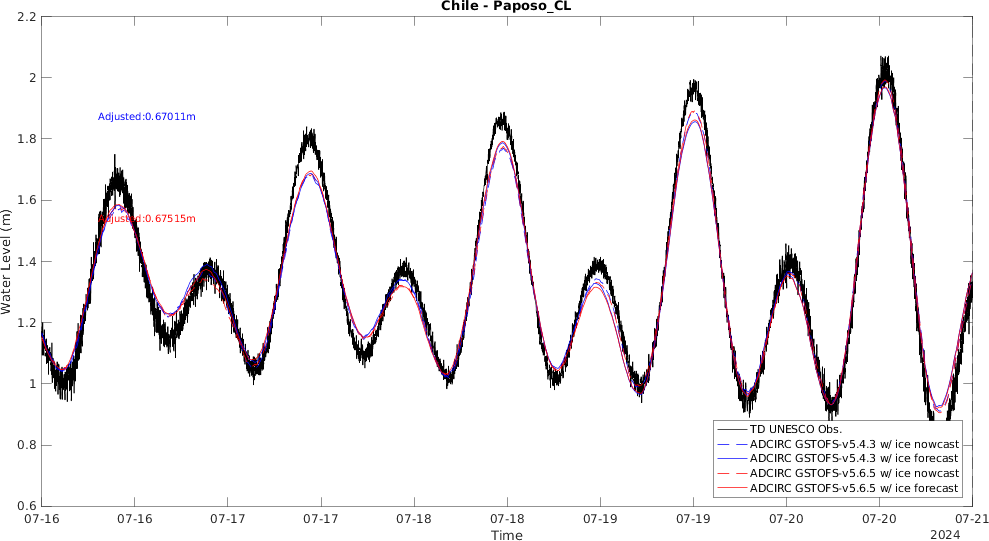 Chile - Paposo_CL
2.2
2
1.8
1.6
1.4
1.2
1
0.8
0.6
Water Level (m)
Adjusted:0.67011m
Adjusted:0.67515m
TD UNESCO Obs.
ADCIRC GSTOFS-v5.4.3 w/ ice nowcast
ADCIRC GSTOFS-v5.4.3 w/ ice forecast
ADCIRC GSTOFS-v5.6.5 w/ ice nowcast
ADCIRC GSTOFS-v5.6.5 w/ ice forecast
07-16 07-16 07-17 07-17 07-18 07-18 07-19 07-19 07-20 07-20 07-21
Time
2024